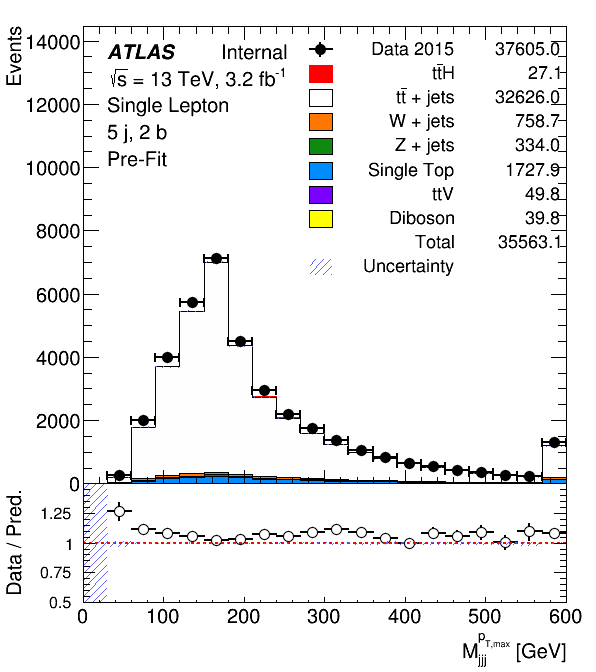 Events
14000
12000
10000
8000
6000
4000
2000
0
ATLAS Internal
√s = 13 TeV, 3.2 fb⁻¹
Single Lepton
5 j, 2 b
Pre-Fit
Data 2015 37605.0
tt̄H 27.1
tt̄ + jets 32626.0
W + jets 758.7
Z + jets 334.0
Single Top 1727.9
ttV 49.8
Diboson 39.8
Total 35563.1
Uncertainty
Data / Pred.
1.25
1
0.75
0.5
0 100 200 300 400 500 600
M_jjj^p_T,max [GeV]